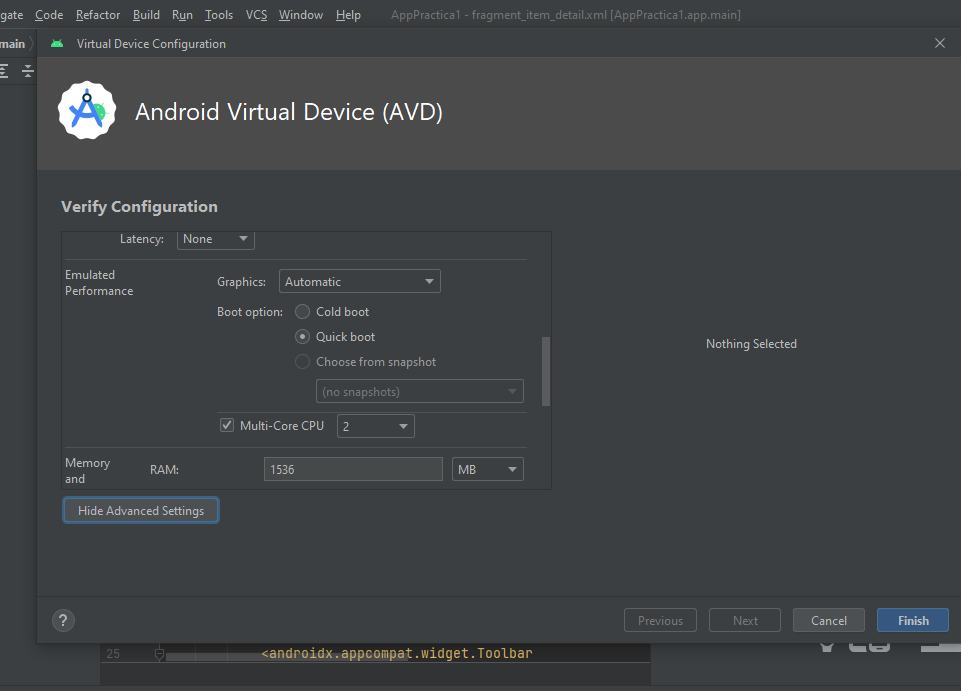 gate Code Refactor Build Run Tools VCS Window Help AppPractica1 - fragment_item_detail.xml [AppPractica1.app.main]
main
Virtual Device Configuration
Android Virtual Device (AVD)
Verify Configuration
Latency: None
Emulated
Performance
Graphics: Automatic
Boot option: Cold boot
Quick boot
Choose from snapshot
(no snapshots)
Multi-Core CPU 2
Memory
and
RAM: 1536 MB
Nothing Selected
Hide Advanced Settings
? Previous Next Cancel Finish
25 <androidx.appcompat.widget.Toolbar